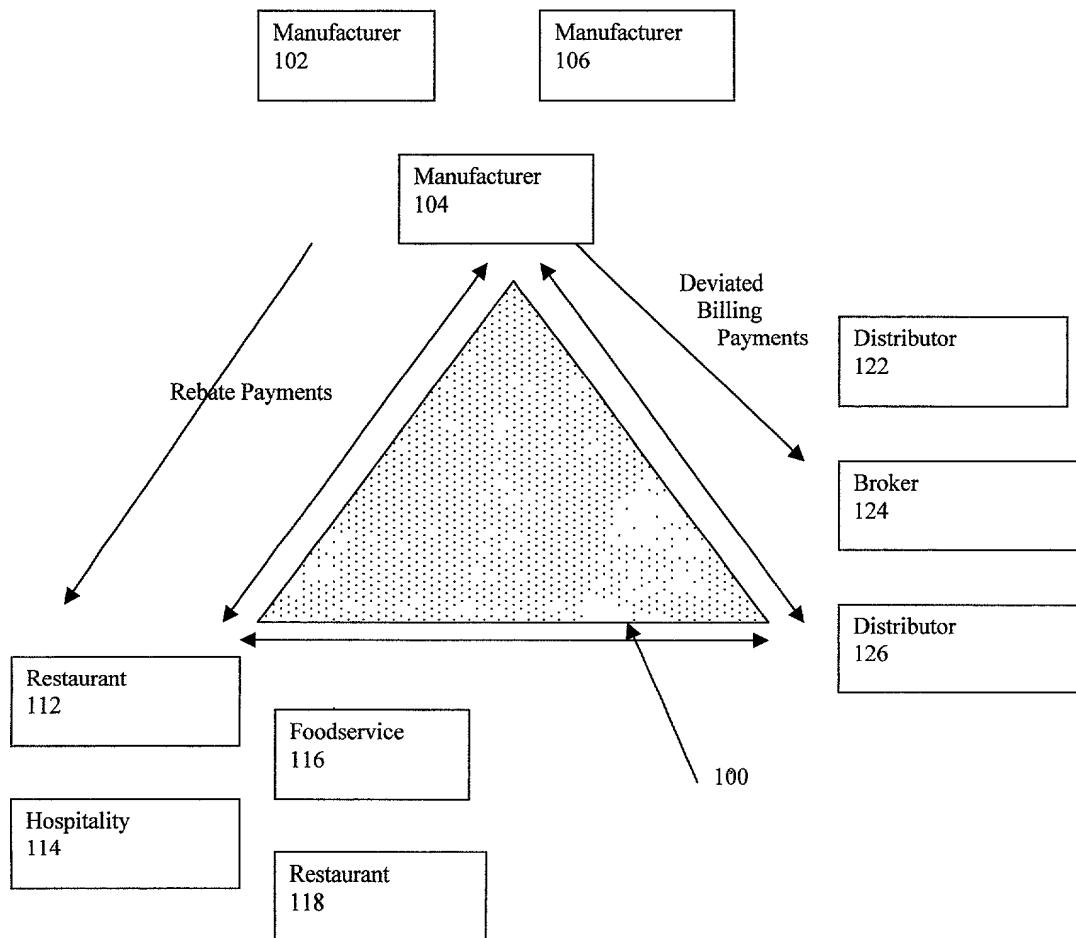 Manufacturer
102
Manufacturer
106
Manufacturer
104
Deviated
Billing
Payments
Rebate Payments
Distributor
122
Broker
124
Distributor
126
Restaurant
112
Foodservice
116
100
Hospitality
114
Restaurant
118